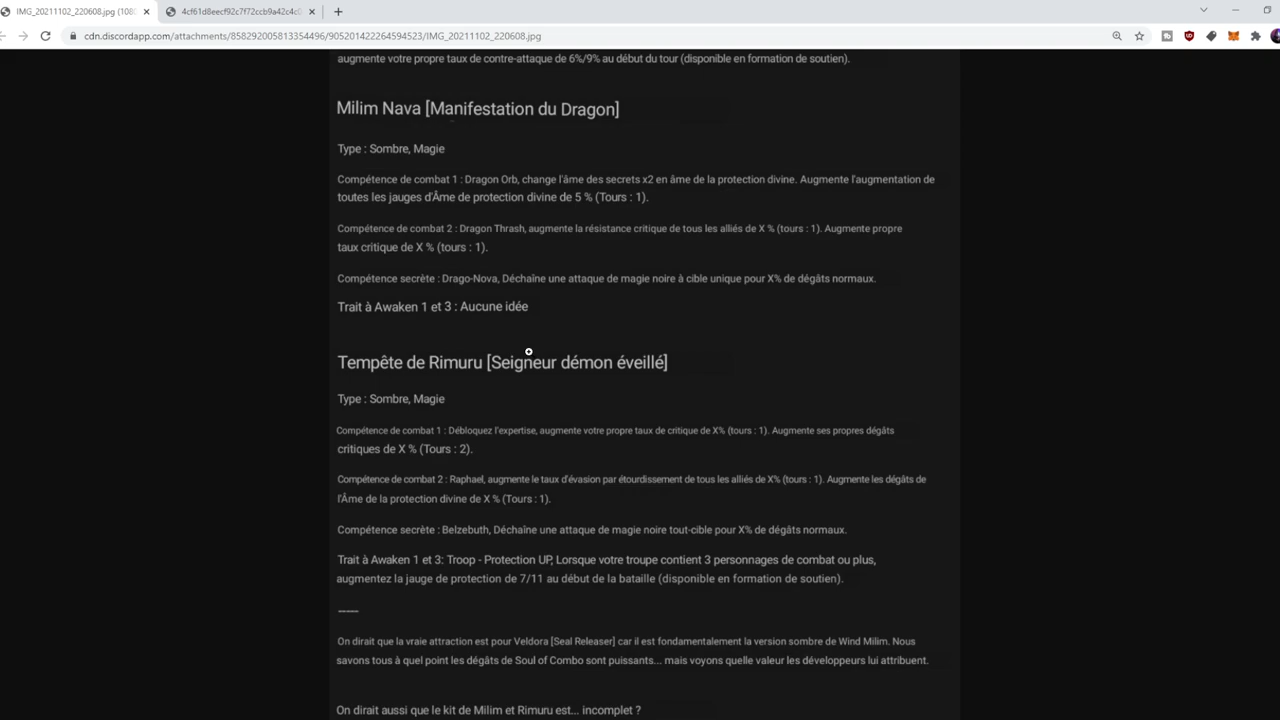 IMG_20211102_220608.jpg (1080
4cf61d8eecf92c7f72ccb9a42c4c0
cdn.discordapp.com/attachments/858292005813354496/905201422264594523/IMG_20211102_220608.jpg
augmente votre propre taux de contre-attaque de 6%/9% au début du tour (disponible en formation de soutien).
Milim Nava [Manifestation du Dragon]
Type : Sombre, Magie
Compétence de combat 1 : Dragon Orb, change l'âme des secrets x2 en âme de la protection divine. Augmente l'augmentation de
toutes les jauges d'Âme de protection divine de 5 % (Tours : 1).
Compétence de combat 2 : Dragon Thrash, augmente la résistance critique de tous les alliés de X % (tours : 1). Augmente propre
taux critique de X % (tours : 1).
Compétence secrète : Drago-Nova, Déchaîne une attaque de magie noire à cible unique pour X% de dégâts normaux.
Trait à Awaken 1 et 3 : Aucune idée
Tempête de Rimuru [Seigneur démon éveillé]
Type : Sombre, Magie
Compétence de combat 1 : Débloquez l'expertise, augmente votre propre taux de critique de X% (tours : 1). Augmente ses propres dégâts
critiques de X % (Tours : 2).
Compétence de combat 2 : Raphael, augmente le taux d'évasion par étourdissement de tous les alliés de X% (tours : 1). Augmente les dégâts de
l'Âme de la protection divine de X % (Tours : 1).
Compétence secrète : Belzebuth, Déchaîne une attaque de magie noire tout-cible pour X% de dégâts normaux.
Trait à Awaken 1 et 3: Troop - Protection UP, Lorsque votre troupe contient 3 personnages de combat ou plus,
augmentez la jauge de protection de 7/11 au début de la bataille (disponible en formation de soutien).
-----
On dirait que la vraie attraction est pour Veldora [Seal Releaser] car il est fondamentalement la version sombre de Wind Milim. Nous
savons tous à quel point les dégâts de Soul of Combo sont puissants... mais voyons quelle valeur les développeurs lui attribuent.
On dirait aussi que le kit de Milim et Rimuru est... incomplet ?